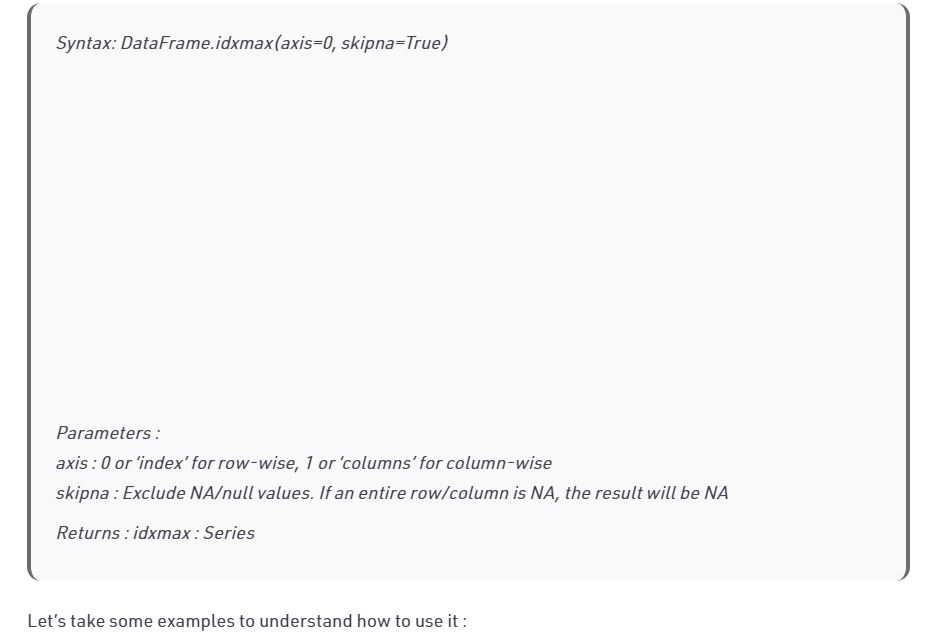 Syntax: DataFrame.idxmax(axis=0, skipna=True)
Parameters :
axis : 0 or ‘index’ for row-wise, 1 or ‘columns’ for column-wise
skipna : Exclude NA/null values. If an entire row/column is NA, the result will be NA
Returns : idxmax : Series
Let’s take some examples to understand how to use it :